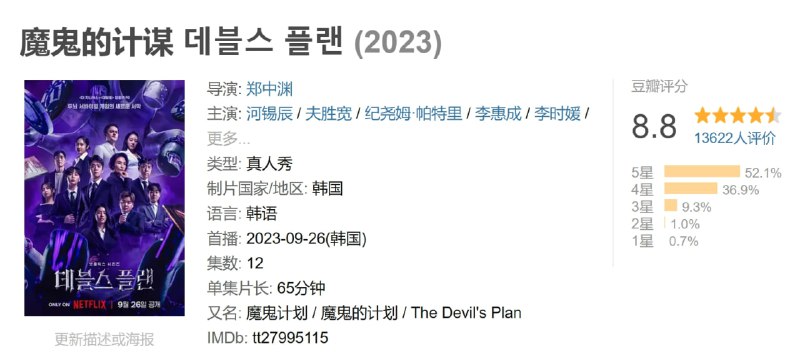 魔鬼的计谋 데블스 플랜 (2023)
데블스 플랜
ONLY ON NETFLIX | 9월 26일 공개
更新描述或海报
导演: 郑中渊
主演: 河锡辰 / 夫胜宽 / 纪尧姆·帕特里 / 李惠成 / 李时媛 /
更多...
类型: 真人秀
制片国家/地区: 韩国
语言: 韩语
首播: 2023-09-26(韩国)
集数: 12
单集片长: 65分钟
又名: 魔鬼计划 / 魔鬼的计谋 / The Devil's Plan
IMDb: tt27995115
豆瓣评分
8.8
13622人评价
5星 52.1%
4星 36.9%
3星 9.3%
2星 1.0%
1星 0.7%